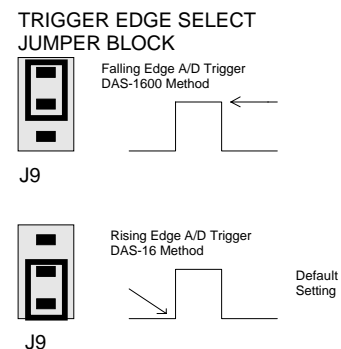 TRIGGER EDGE SELECT
JUMPER BLOCK
Falling Edge A/D Trigger
DAS-1600 Method
J9
Rising Edge A/D Trigger
DAS-16 Method
Default
Setting
J9